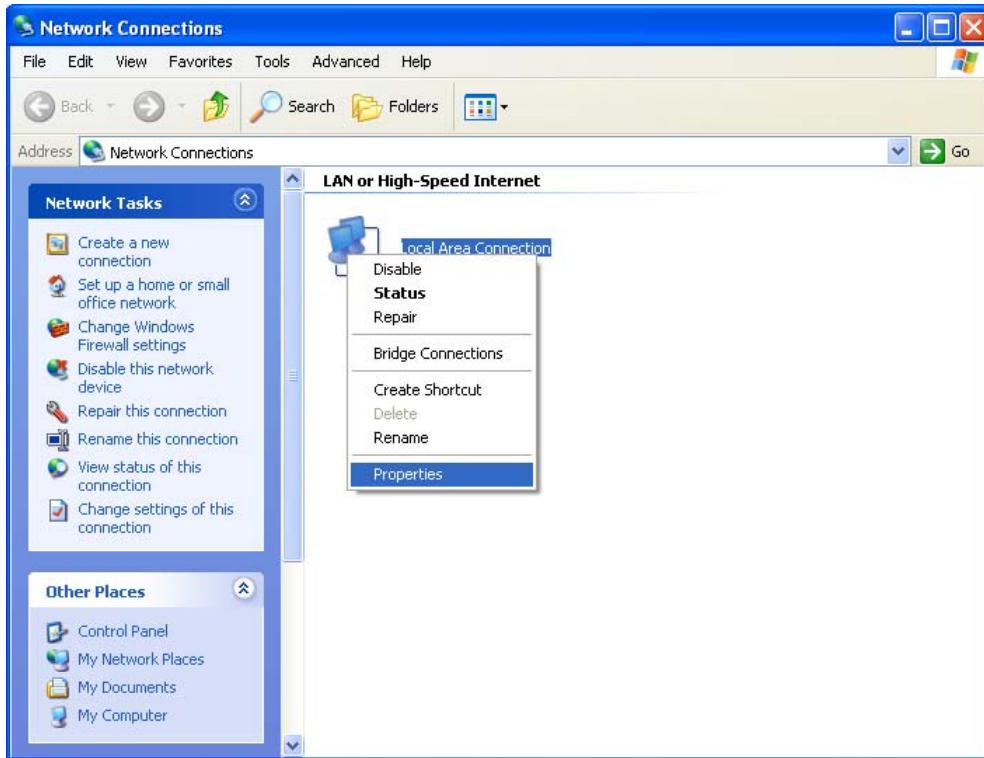 Network Connections
File Edit View Favorites Tools Advanced Help
Back Search Folders
Address Network Connections Go
Network Tasks
Create a new
connection
Set up a home or small
office network
Change Windows
Firewall settings
Disable this network
device
Repair this connection
Rename this connection
View status of this
connection
Change settings of this
connection
Other Places
Control Panel
My Network Places
My Documents
My Computer
LAN or High-Speed Internet
Local Area Connection
Disable
Status
Repair
Bridge Connections
Create Shortcut
Delete
Rename
Properties